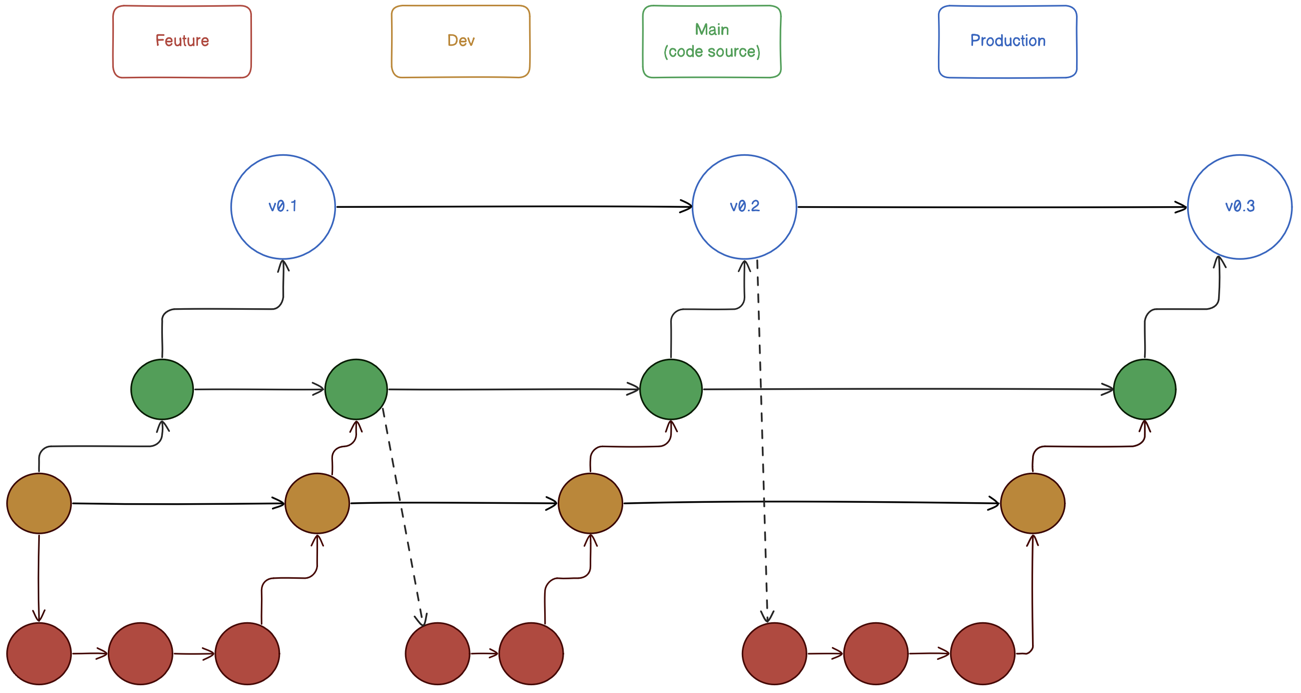 Feuture
Dev
Main
(code source)
Production
v0.1
v0.2
v0.3